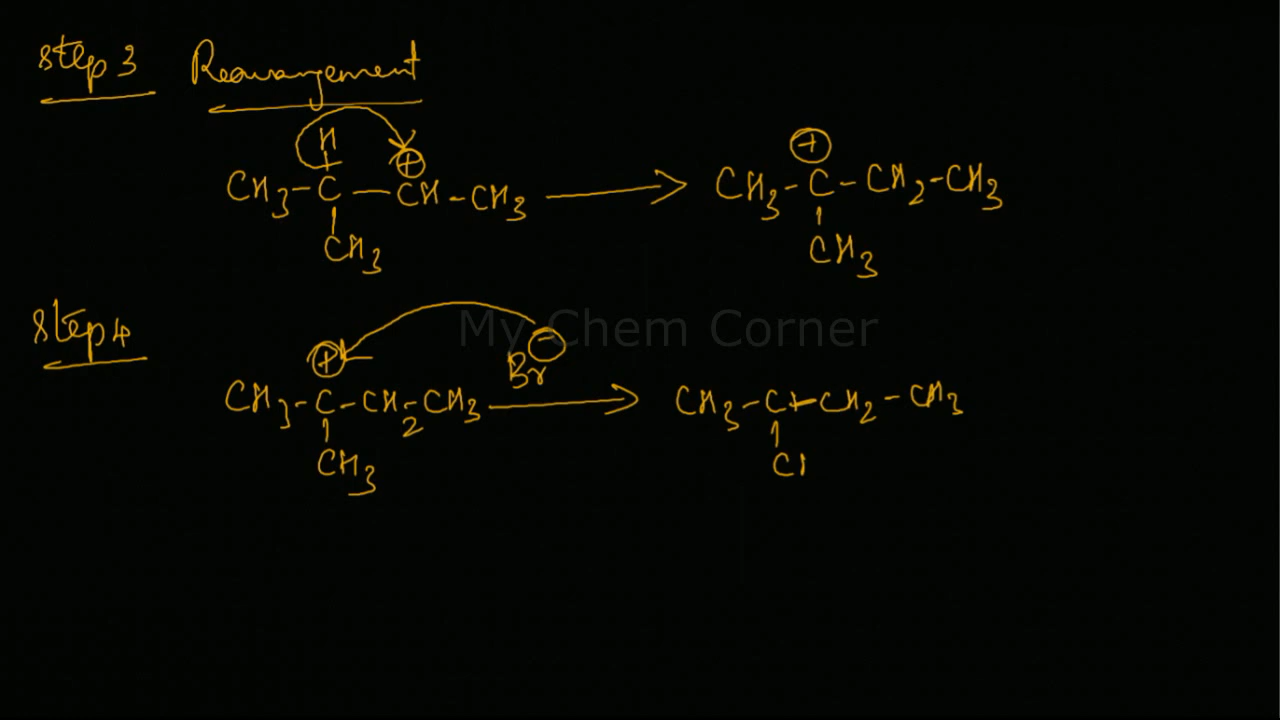 step 3 Rearrangement
H
CH3-C-CH-CH3 → CH3-C-CH2-CH3
+ +
CH3 CH3
My Chem Corner
step 4
+ Br -
CH3-C-CH2-CH3 → CH3-C-CH2-CH3
CH3 Cl